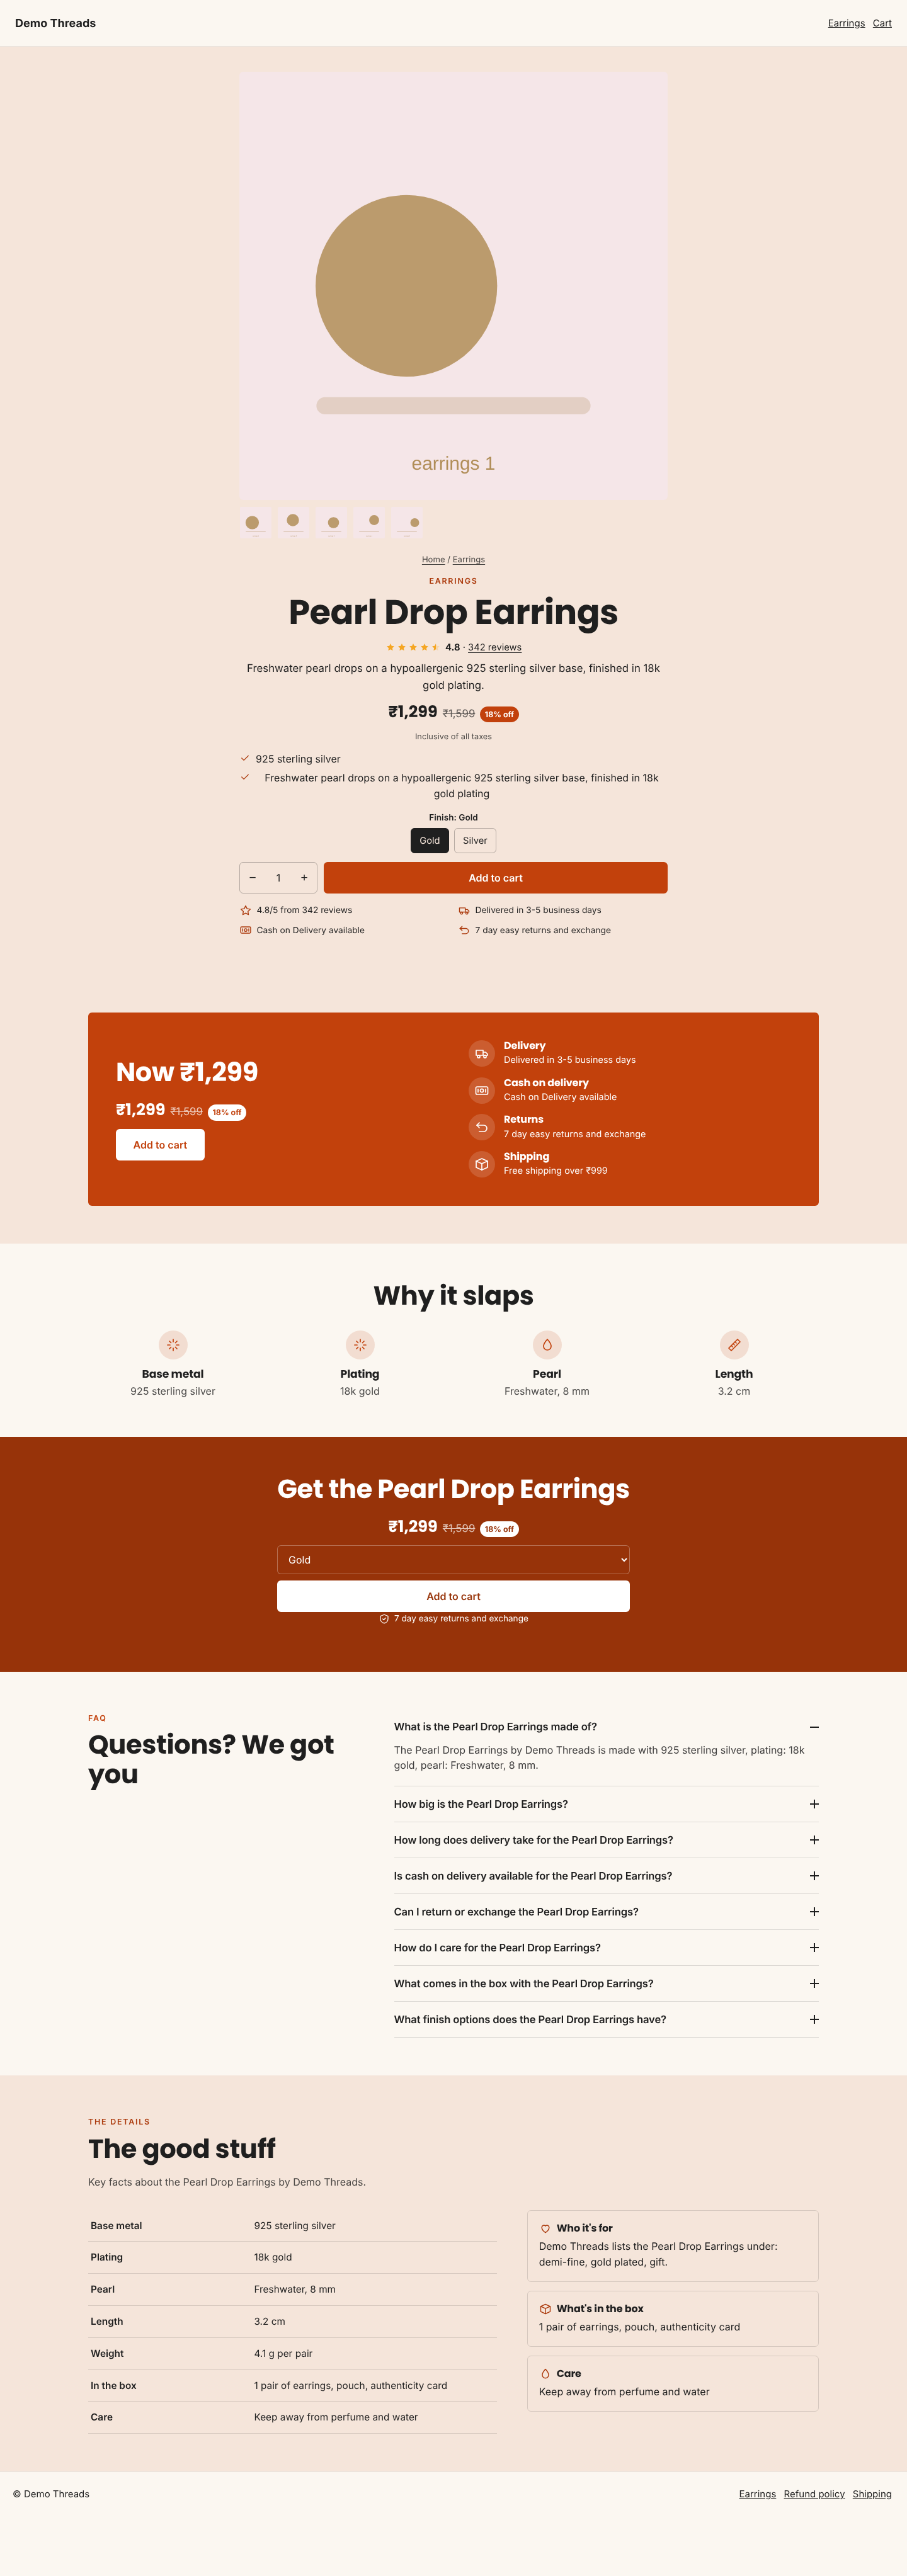 Demo Threads
Earrings Cart
earrings 1
Home / Earrings
EARRINGS
Pearl Drop Earrings
4.8 · 342 reviews
Freshwater pearl drops on a hypoallergenic 925 sterling silver base, finished in 18k
gold plating.
₹1,299 ₹1,599 18% off
Inclusive of all taxes
925 sterling silver
Freshwater pearl drops on a hypoallergenic 925 sterling silver base, finished in 18k
gold plating
Finish: Gold
Gold Silver
− 1 + Add to cart
4.8/5 from 342 reviews
Delivered in 3-5 business days
Cash on Delivery available
7 day easy returns and exchange
Now ₹1,299
₹1,299 ₹1,599 18% off
Add to cart
Delivery
Delivered in 3-5 business days
Cash on delivery
Cash on Delivery available
Returns
7 day easy returns and exchange
Shipping
Free shipping over ₹999
Why it slaps
Base metal
925 sterling silver
Plating
18k gold
Pearl
Freshwater, 8 mm
Length
3.2 cm
Get the Pearl Drop Earrings
₹1,299 ₹1,599 18% off
Gold
Add to cart
7 day easy returns and exchange
FAQ
Questions? We got
you
What is the Pearl Drop Earrings made of?
The Pearl Drop Earrings by Demo Threads is made with 925 sterling silver, plating: 18k
gold, pearl: Freshwater, 8 mm.
How big is the Pearl Drop Earrings?
How long does delivery take for the Pearl Drop Earrings?
Is cash on delivery available for the Pearl Drop Earrings?
Can I return or exchange the Pearl Drop Earrings?
How do I care for the Pearl Drop Earrings?
What comes in the box with the Pearl Drop Earrings?
What finish options does the Pearl Drop Earrings have?
THE DETAILS
The good stuff
Key facts about the Pearl Drop Earrings by Demo Threads.
Base metal 925 sterling silver
Plating 18k gold
Pearl Freshwater, 8 mm
Length 3.2 cm
Weight 4.1 g per pair
In the box 1 pair of earrings, pouch, authenticity card
Care Keep away from perfume and water
Who it's for
Demo Threads lists the Pearl Drop Earrings under:
demi-fine, gold plated, gift.
What's in the box
1 pair of earrings, pouch, authenticity card
Care
Keep away from perfume and water
© Demo Threads
Earrings Refund policy Shipping